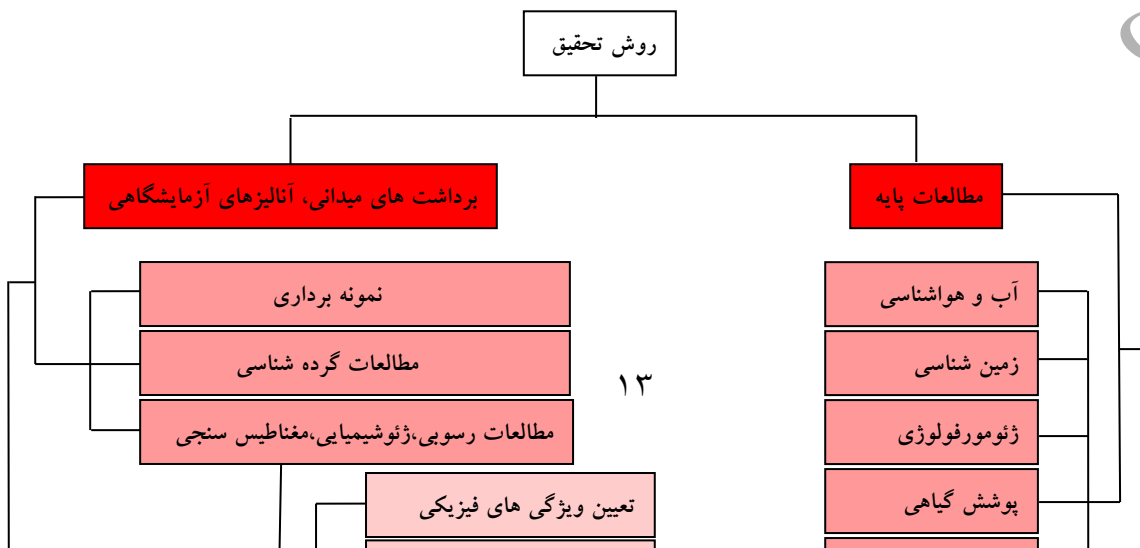 روش تحقیق
مطالعات پایه
برداشت های میدانی، آنالیزهای آزمایشگاهی
آب و هواشناسی
زمین شناسی
ژئومورفولوژی
پوشش گیاهی
نمونه برداری
مطالعات گرده شناسی
مطالعات رسوبی،ژئوشیمیایی،مغناطیس سنجی
تعیین ویژگی های فیزیکی
۱۳